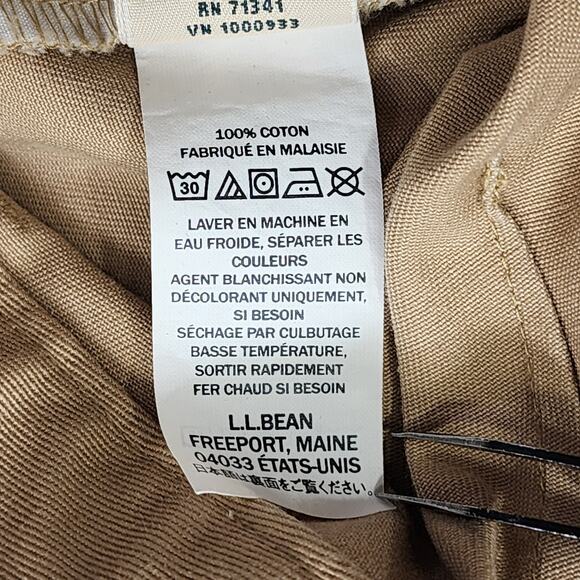 RN 71341
VN 1000933
100% COTON
FABRIQUÉ EN MALAISIE
30
LAVER EN MACHINE EN
EAU FROIDE, SÉPARER LES
COULEURS
AGENT BLANCHISSANT NON
DÉCOLORANT UNIQUEMENT,
SI BESOIN
SÉCHAGE PAR CULBUTAGE
BASSE TEMPÉRATURE,
SORTIR RAPIDEMENT
FER CHAUD SI BESOIN
L.L.BEAN
FREEPORT, MAINE
04033 ÉTATS-UNIS
日本語は裏面をご覧ください。